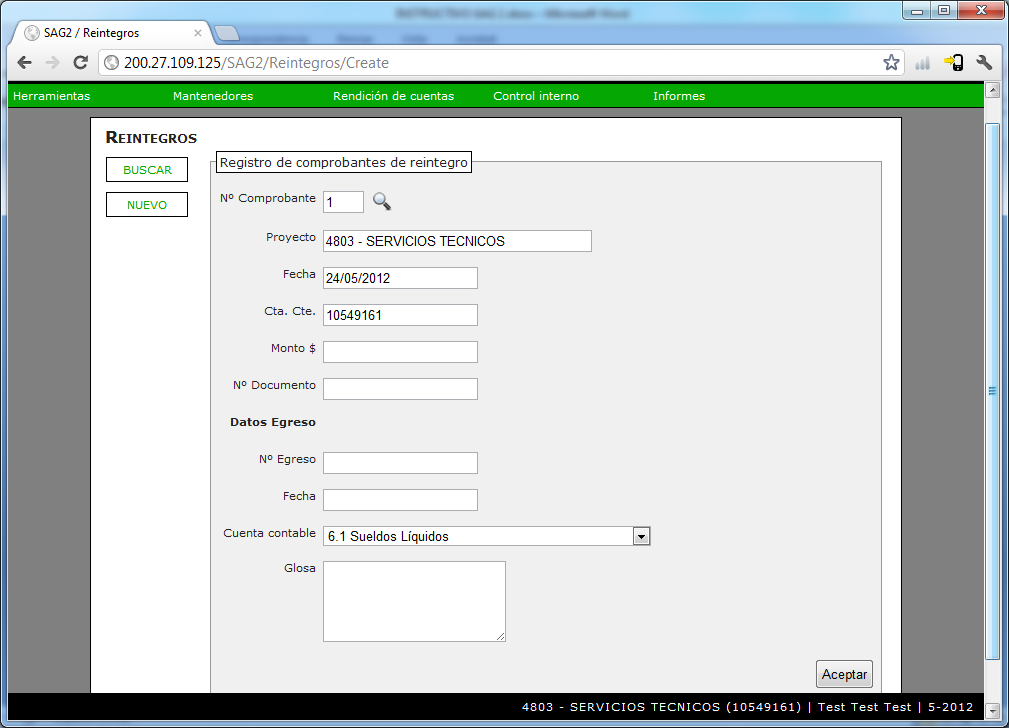 SAG2 / Reintegros
200.27.109.125/SAG2/Reintegros/Create
Herramientas Mantenedores Rendición de cuentas Control interno Informes
REINTEGROS
BUSCAR
NUEVO
Registro de comprobantes de reintegro
Nº Comprobante 1
Proyecto 4803 - SERVICIOS TECNICOS
Fecha 24/05/2012
Cta. Cte. 10549161
Monto $
Nº Documento
Datos Egreso
Nº Egreso
Fecha
Cuenta contable 6.1 Sueldos Líquidos
Glosa
Aceptar
4803 - SERVICIOS TECNICOS (10549161) | Test Test Test | 5-2012